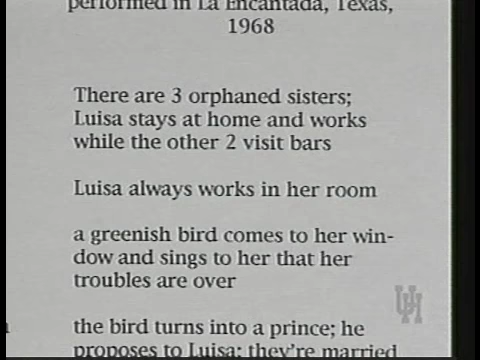 performed in La Encantada, Texas,
1968
There are 3 orphaned sisters;
Luisa stays at home and works
while the other 2 visit bars
Luisa always works in her room
a greenish bird comes to her win-
dow and sings to her that her
troubles are over
the bird turns into a prince; he
proposes to Luisa; they're married
UH